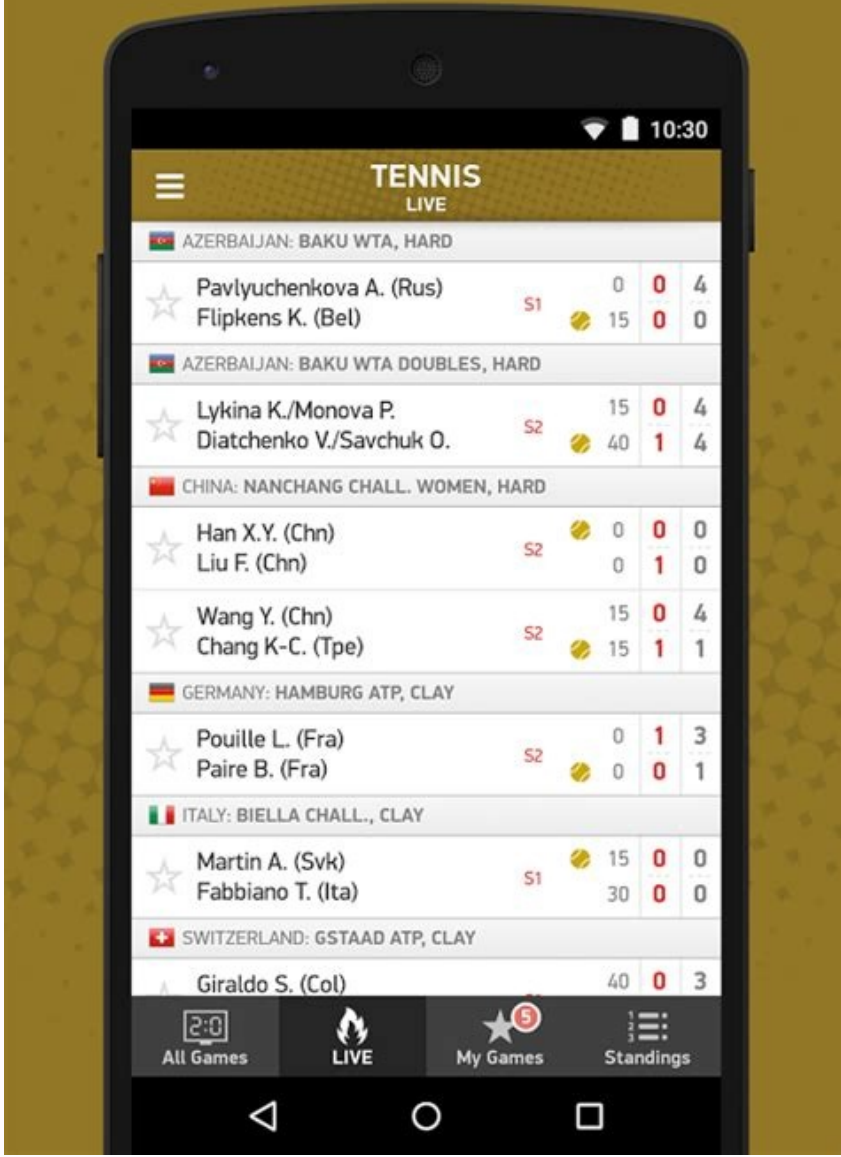 10:30
TENNIS
LIVE
AZERBAIJAN: BAKU WTA, HARD
Pavlyuchenkova A. (Rus) 0 0 4
S1
Flipkens K. (Bel) 15 0 0
AZERBAIJAN: BAKU WTA DOUBLES, HARD
Lykina K./Monova P. 15 0 4
S2
Diatchenko V./Savchuk O. 40 1 4
CHINA: NANCHANG CHALL. WOMEN, HARD
Han X.Y. (Chn) 0 0 0
S2
Liu F. (Chn) 0 1 0
Wang Y. (Chn) 15 0 4
S2
Chang K-C. (Tpe) 15 1 1
GERMANY: HAMBURG ATP, CLAY
Pouille L. (Fra) 0 1 3
S2
Paire B. (Fra) 0 0 1
ITALY: BIELLA CHALL., CLAY
Martin A. (Svk) 15 0 0
S1
Fabbiano T. (Ita) 30 0 0
SWITZERLAND: GSTAAD ATP, CLAY
Giraldo S. (Col) 40 0 3
2:0 5 1 2 3
All Games LIVE My Games Standings